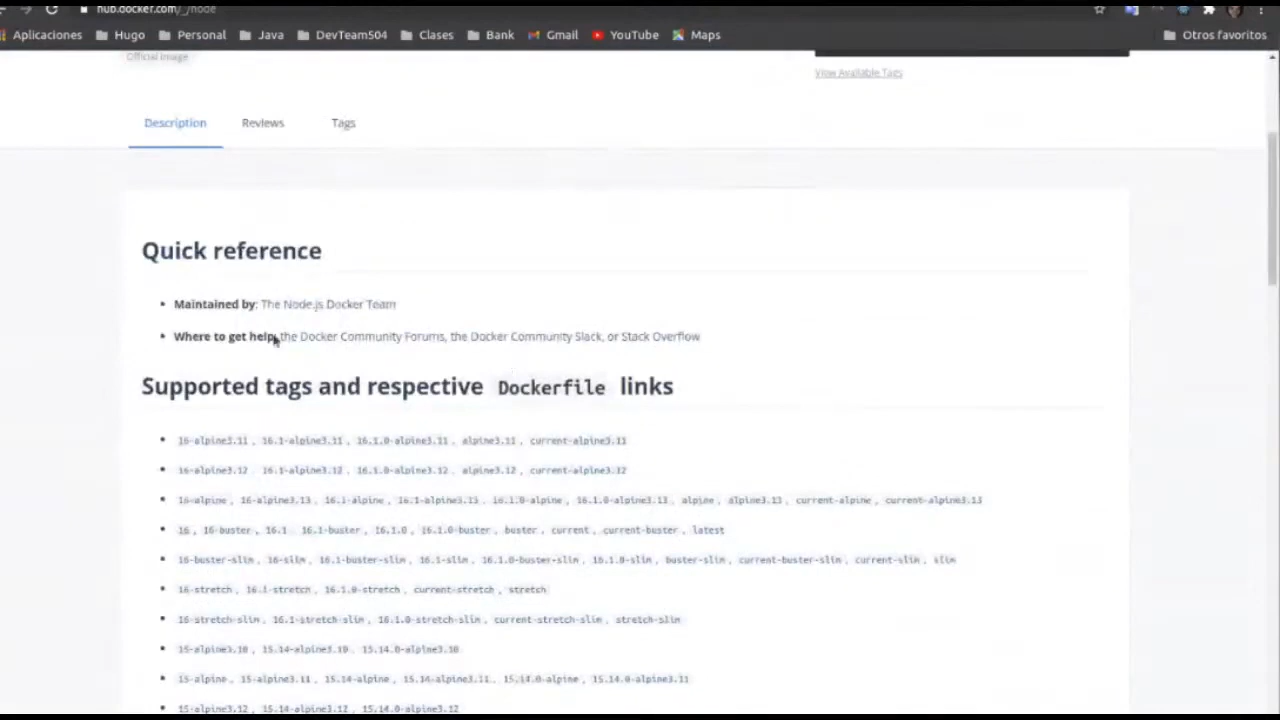 hub.docker.com/_/node
Aplicaciones Hugo Personal Java DevTeam504 Clases Bank Gmail YouTube Maps Otros favoritos
Official Image
View Available Tags
Description Reviews Tags
Quick reference
• Maintained by: The Node.js Docker Team
• Where to get help: the Docker Community Forums, the Docker Community Slack, or Stack Overflow
Supported tags and respective Dockerfile links
• 16-alpine3.11, 16.1-alpine3.11, 16.1.0-alpine3.11, alpine3.11, current-alpine3.11
• 16-alpine3.12, 16.1-alpine3.12, 16.1.0-alpine3.12, alpine3.12, current-alpine3.12
• 16-alpine, 16-alpine3.13, 16.1-alpine, 16.1-alpine3.13, 16.1.0-alpine, 16.1.0-alpine3.13, alpine, alpine3.13, current-alpine, current-alpine3.13
• 16, 16-buster, 16.1, 16.1-buster, 16.1.0, 16.1.0-buster, buster, current, current-buster, latest
• 16-buster-slim, 16-slim, 16.1-buster-slim, 16.1-slim, 16.1.0-buster-slim, 16.1.0-slim, buster-slim, current-buster-slim, current-slim, slim
• 16-stretch, 16.1-stretch, 16.1.0-stretch, current-stretch, stretch
• 16-stretch-slim, 16.1-stretch-slim, 16.1.0-stretch-slim, current-stretch-slim, stretch-slim
• 15-alpine3.10, 15.14-alpine3.10, 15.14.0-alpine3.10
• 15-alpine, 15-alpine3.11, 15.14-alpine, 15.14-alpine3.11, 15.14.0-alpine, 15.14.0-alpine3.11
• 15-alpine3.12, 15.14-alpine3.12, 15.14.0-alpine3.12